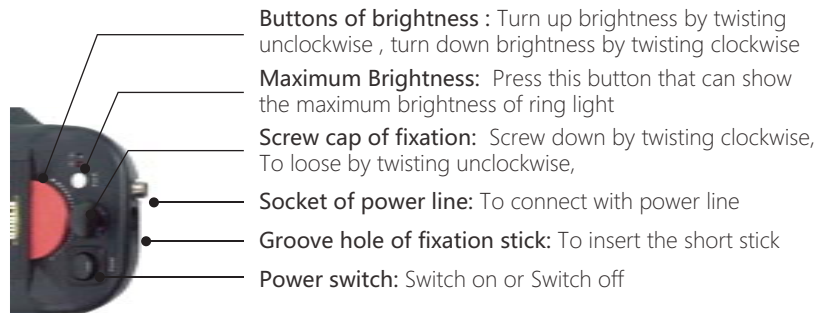 Buttons of brightness : Turn up brightness by twisting
unclockwise , turn down brightness by twisting clockwise
Maximum Brightness: Press this button that can show
the maximum brightness of ring light
Screw cap of fixation: Screw down by twisting clockwise,
To loose by twisting unclockwise,
Socket of power line: To connect with power line
Groove hole of fixation stick: To insert the short stick
Power switch: Switch on or Switch off